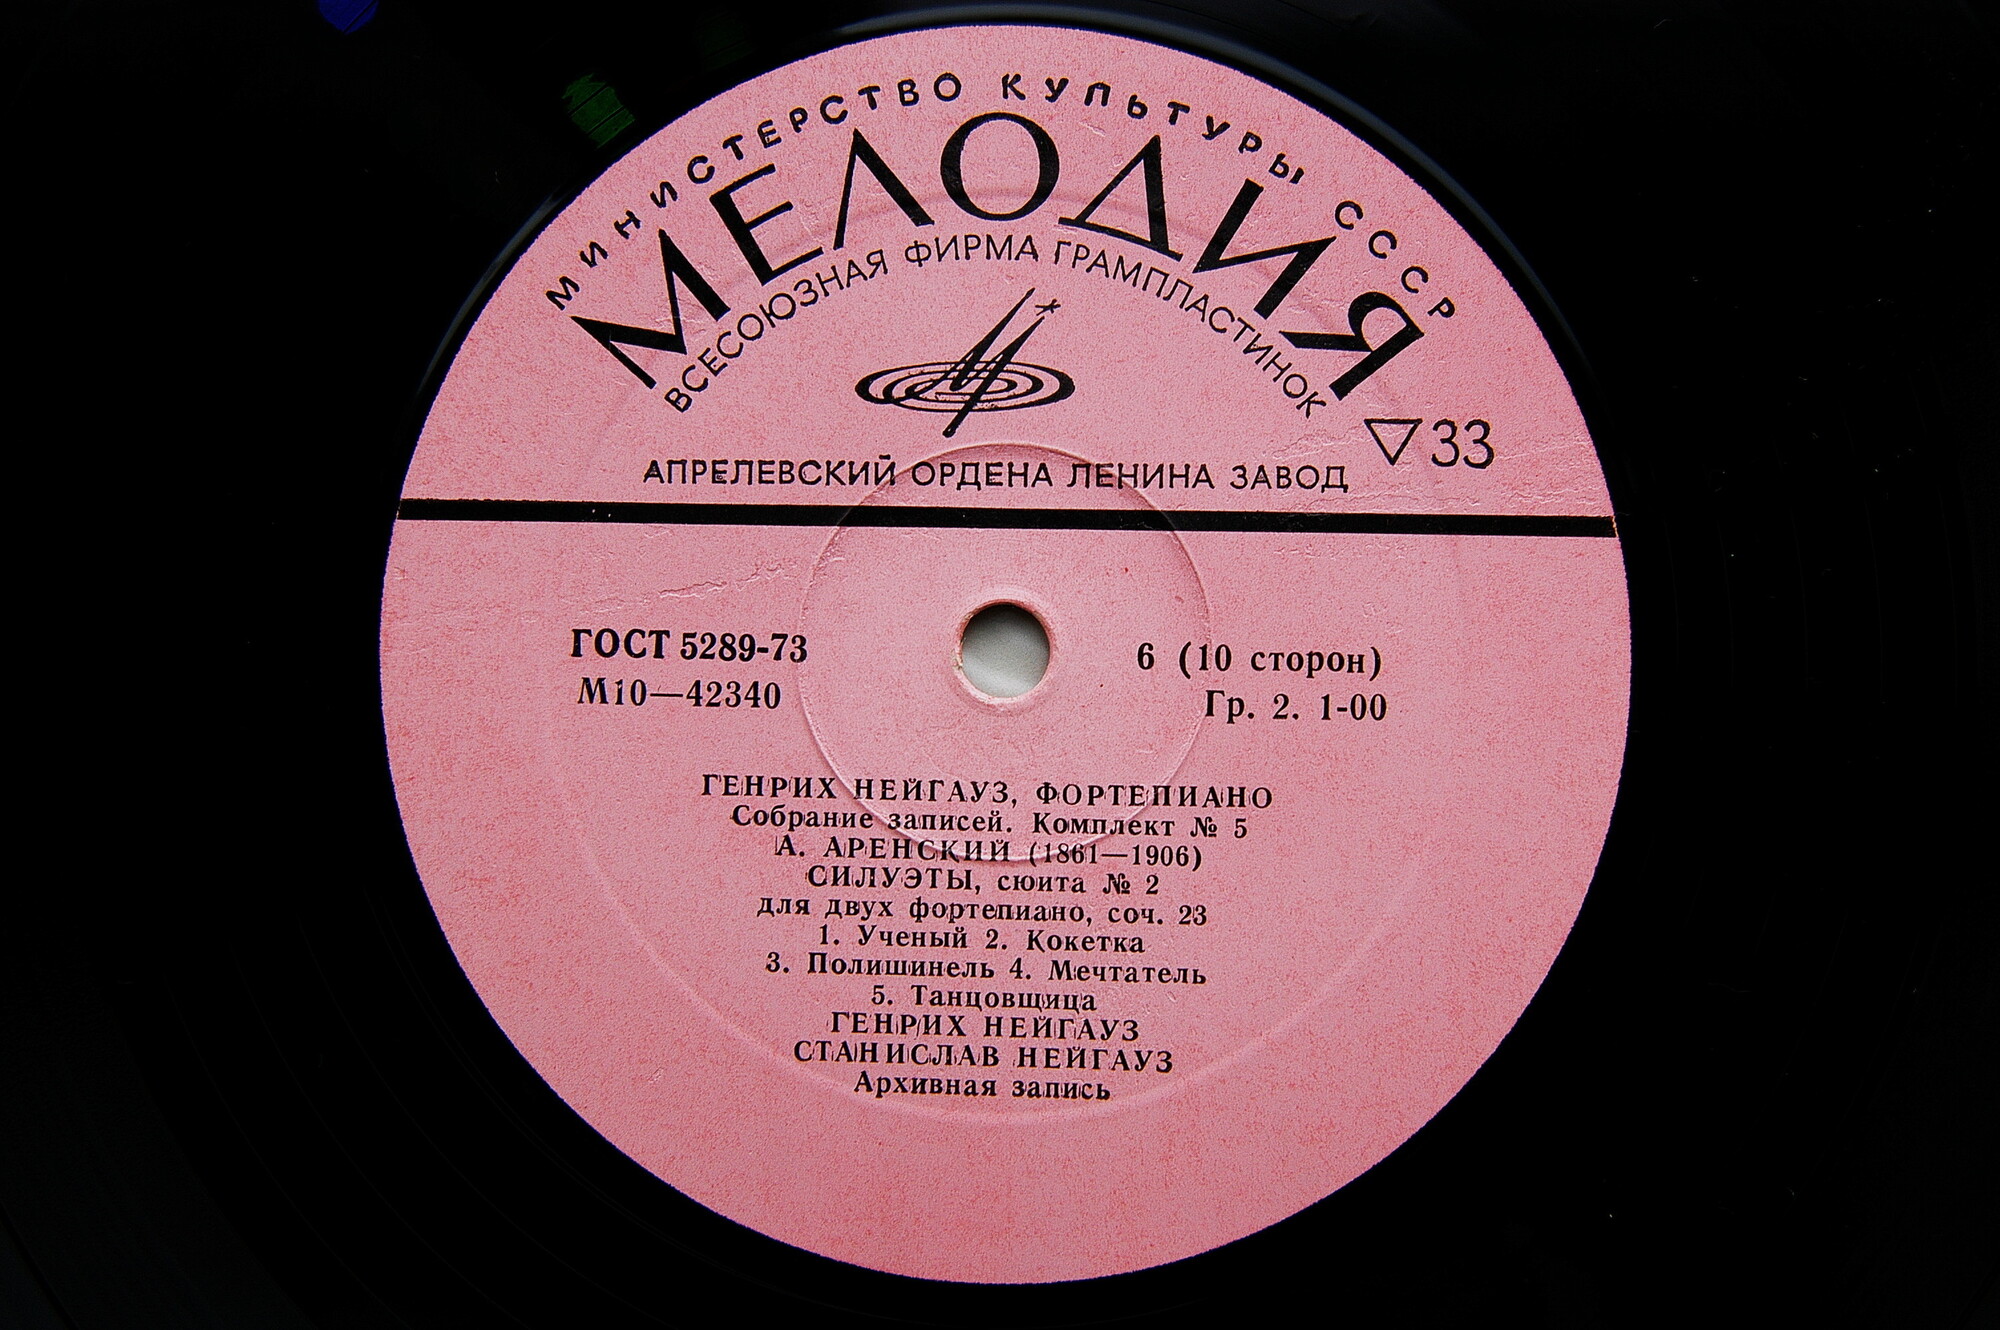 МИНИСТЕРСТВО КУЛЬТУРЫ СССР
МЕЛОДИЯ
ВСЕСОЮЗНАЯ ФИРМА ГРАМПЛАСТИНОК
▽33
АПРЕЛЕВСКИЙ ОРДЕНА ЛЕНИНА ЗАВОД
ГОСТ 5289-73
М10—42340
6 (10 сторон)
Гр. 2. 1-00
ГЕНРИХ НЕЙГАУЗ, ФОРТЕПИАНО
Собрание записей. Комплект № 5
А. АРЕНСКИЙ (1861—1906)
СИЛУЭТЫ, сюита № 2
для двух фортепиано, соч. 23
1. Ученый 2. Кокетка
3. Полишинель 4. Мечтатель
5. Танцовщица
ГЕНРИХ НЕЙГАУЗ
СТАНИСЛАВ НЕЙГАУЗ
Архивная запись